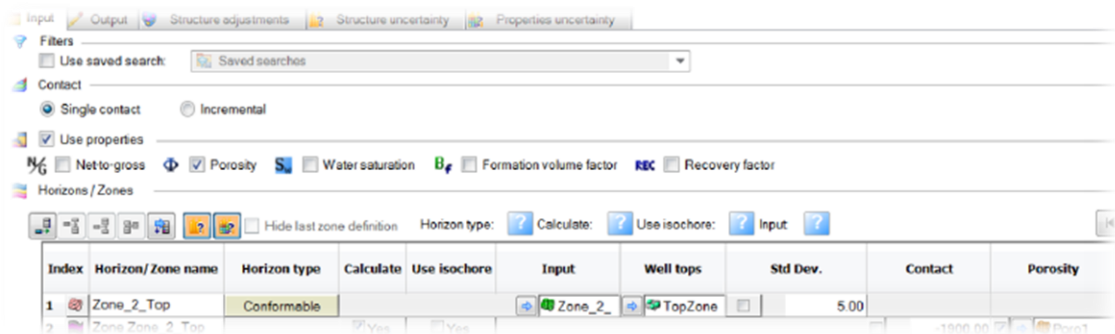 Input Output Structure adjustments Structure uncertainty Properties uncertainty
Filters
Use saved search: Saved searches
Contact
Single contact Incremental
Use properties
N/G Net-to-gross Φ Porosity Sw Water saturation Bf Formation volume factor REC Recovery factor
Horizons / Zones
Hide last zone definition Horizon type: ? Calculate: ? Use isochore: ? Input ?
Index Horizon/Zone name Horizon type Calculate Use isochore Input Well tops Std Dev. Contact Porosity
1 Zone_2_Top Conformable Zone_2_ TopZone 5.00
2 Zone Zone_2_Top Yes Yes -1900.00 Poro1